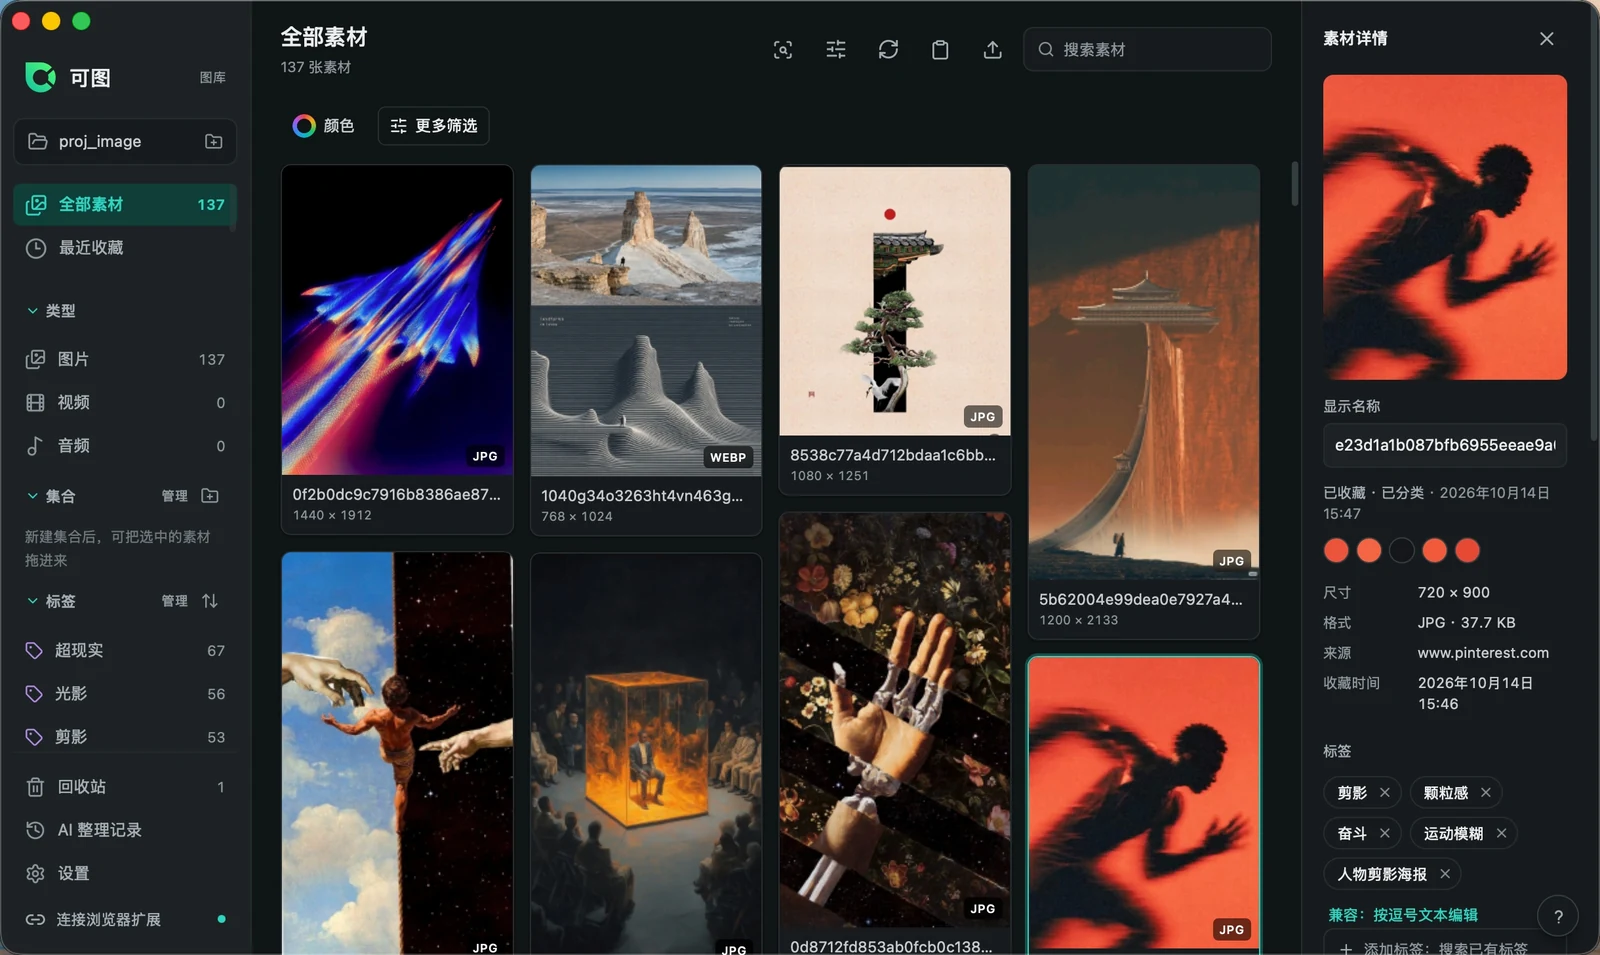 可图
图库
proj_image
全部素材 137
最近收藏
类型
图片 137
视频 0
音频 0
集合 管理
新建集合后，可把选中的素材
拖进来
标签 管理
超现实 67
光影 56
剪影 53
回收站 1
AI 整理记录
设置
连接浏览器扩展
全部素材
137 张素材
搜索素材
颜色
更多筛选
JPG
0f2b0dc9c7916b8386ae87...
1440 × 1912
WEBP
1040g34o3263ht4vn463g...
768 × 1024
JPG
8538c77a4d712bdaa1c6bb...
1080 × 1251
JPG
5b62004e99dea0e7927a4...
1200 × 2133
JPG
JPG
JPG
0d8712fd853ab0fcb0c138...
JPG
素材详情
显示名称
e23d1a1b087bfb6955eeae9a
已收藏 · 已分类 · 2026年10月14日
15:47
尺寸 720 × 900
格式 JPG · 37.7 KB
来源 www.pinterest.com
收藏时间 2026年10月14日
15:46
标签
剪影 ×
颗粒感 ×
奋斗 ×
运动模糊 ×
人物剪影海报 ×
兼容：按逗号文本编辑
?
+ 添加标签：搜索已有标签